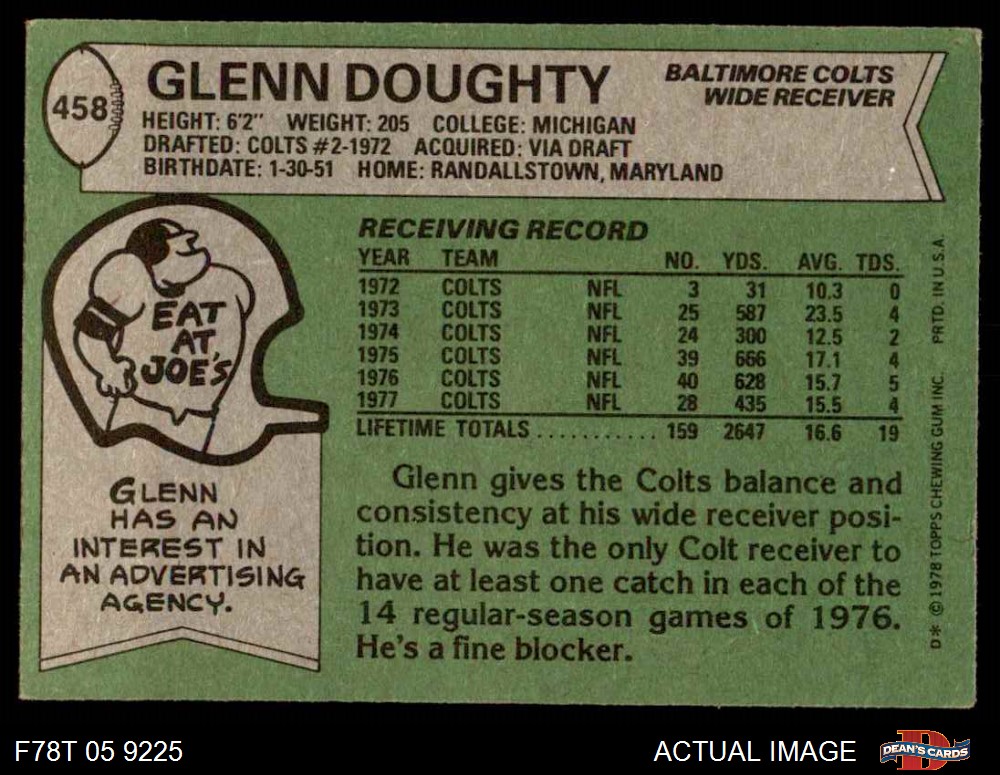 458
GLENN DOUGHTY
BALTIMORE COLTS
WIDE RECEIVER
HEIGHT: 6'2" WEIGHT: 205 COLLEGE: MICHIGAN
DRAFTED: COLTS #2-1972 ACQUIRED: VIA DRAFT
BIRTHDATE: 1-30-51 HOME: RANDALLSTOWN, MARYLAND
EAT
AT
JOE'S
GLENN
HAS AN
INTEREST IN
AN ADVERTISING
AGENCY.
RECEIVING RECORD
YEAR TEAM NO. YDS. AVG. TDS.
1972 COLTS NFL 3 31 10.3 0
1973 COLTS NFL 25 587 23.5 4
1974 COLTS NFL 24 300 12.5 2
1975 COLTS NFL 39 666 17.1 4
1976 COLTS NFL 40 628 15.7 5
1977 COLTS NFL 28 435 15.5 4
LIFETIME TOTALS ............ 159 2647 16.6 19
Glenn gives the Colts balance and
consistency at his wide receiver posi-
tion. He was the only Colt receiver to
have at least one catch in each of the
14 regular-season games of 1976.
He's a fine blocker.
D* © 1978 TOPPS CHEWING GUM INC. PRTD. IN U.S.A.
F78T 05 9225
ACTUAL IMAGE
D
DEAN'S CARDS